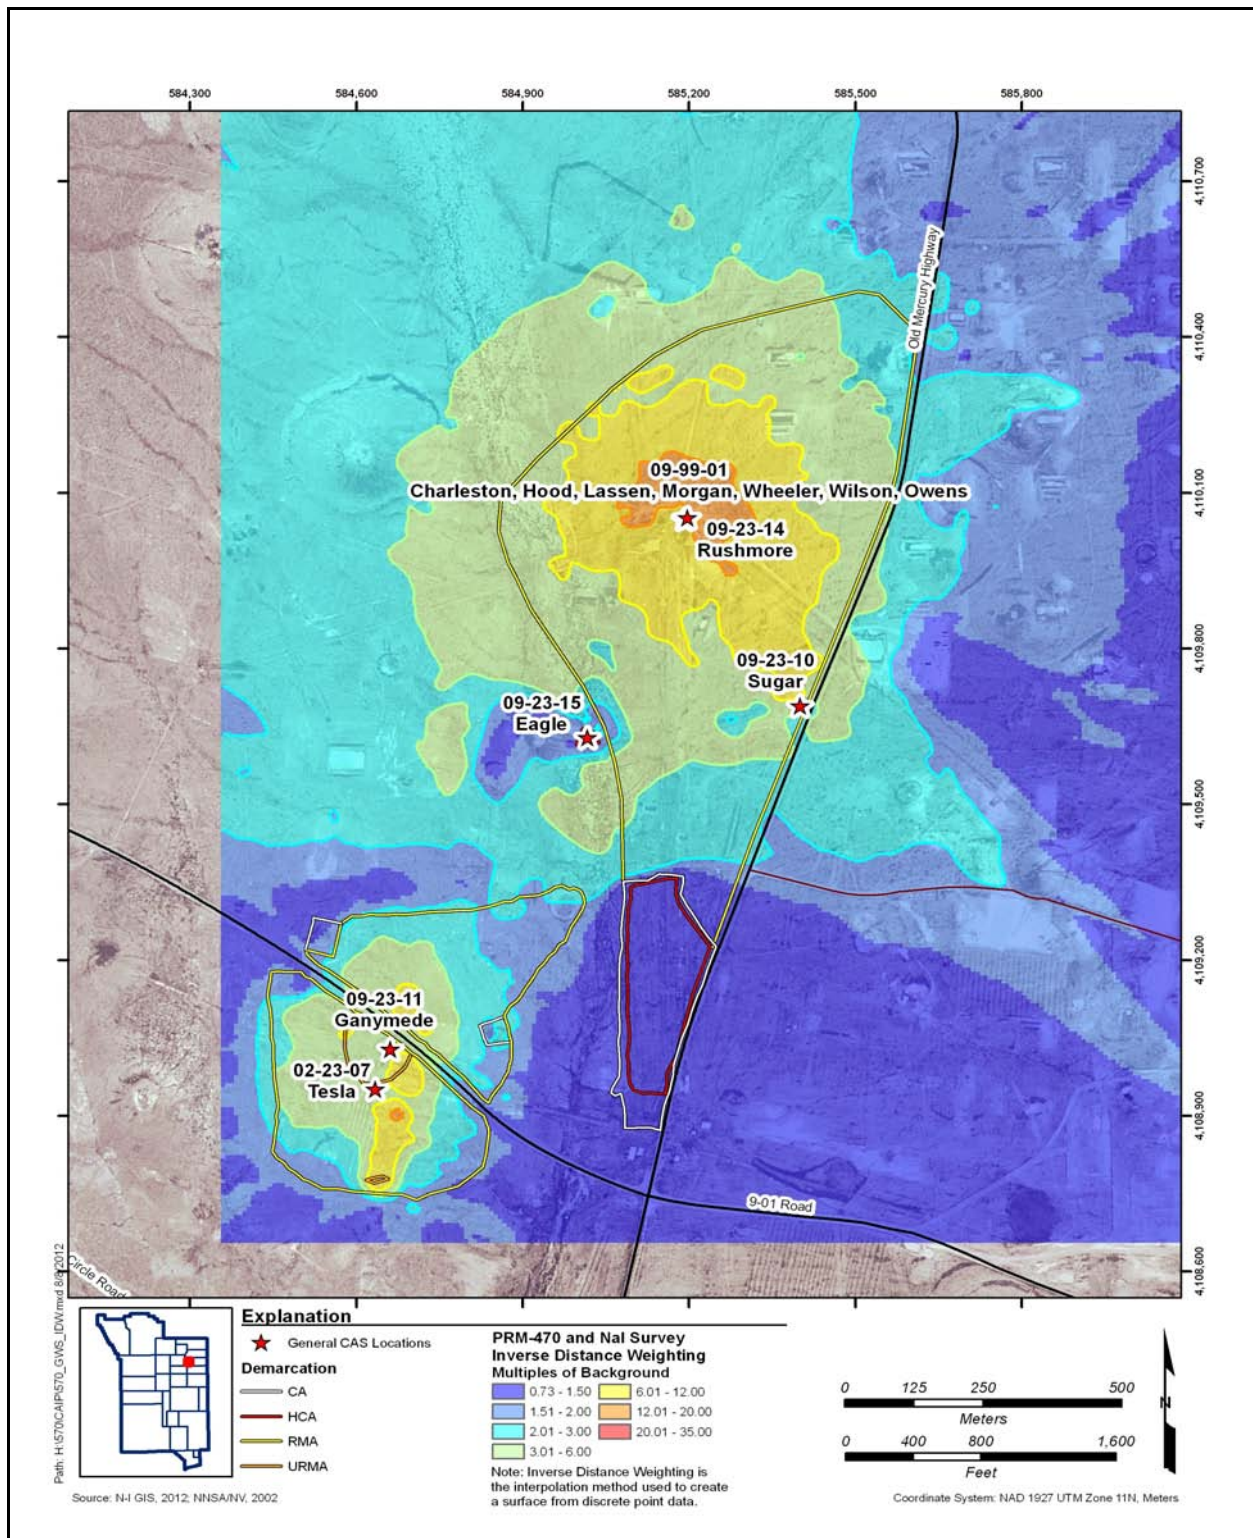 584,300 584,600 584,900 585,200 585,500 585,800
4,110,700
4,110,400
4,110,100
4,109,800
4,109,500
4,109,200
4,108,900
4,108,600
Old Mercury Highway
09-99-01
Charleston, Hood, Lassen, Morgan, Wheeler, Wilson, Owens
09-23-14
Rushmore
09-23-10
Sugar
09-23-15
Eagle
09-23-11
Ganymede
02-23-07
Tesla
9-01 Road
Circle Road
Path: H:\570\CAIP\570_GWS_IDW.mxd 8/8/2012
Explanation
General CAS Locations
Demarcation
CA
HCA
RMA
URMA
PRM-470 and NaI Survey
Inverse Distance Weighting
Multiples of Background
0.73 - 1.50
1.51 - 2.00
2.01 - 3.00
3.01 - 6.00
6.01 - 12.00
12.01 - 20.00
20.01 - 35.00
Note: Inverse Distance Weighting is
the interpolation method used to create
a surface from discrete point data.
0 125 250 500
Meters
0 400 800 1,600
Feet
N
Source: N-I GIS, 2012; NNSA/NV, 2002
Coordinate System: NAD 1927 UTM Zone 11N, Meters